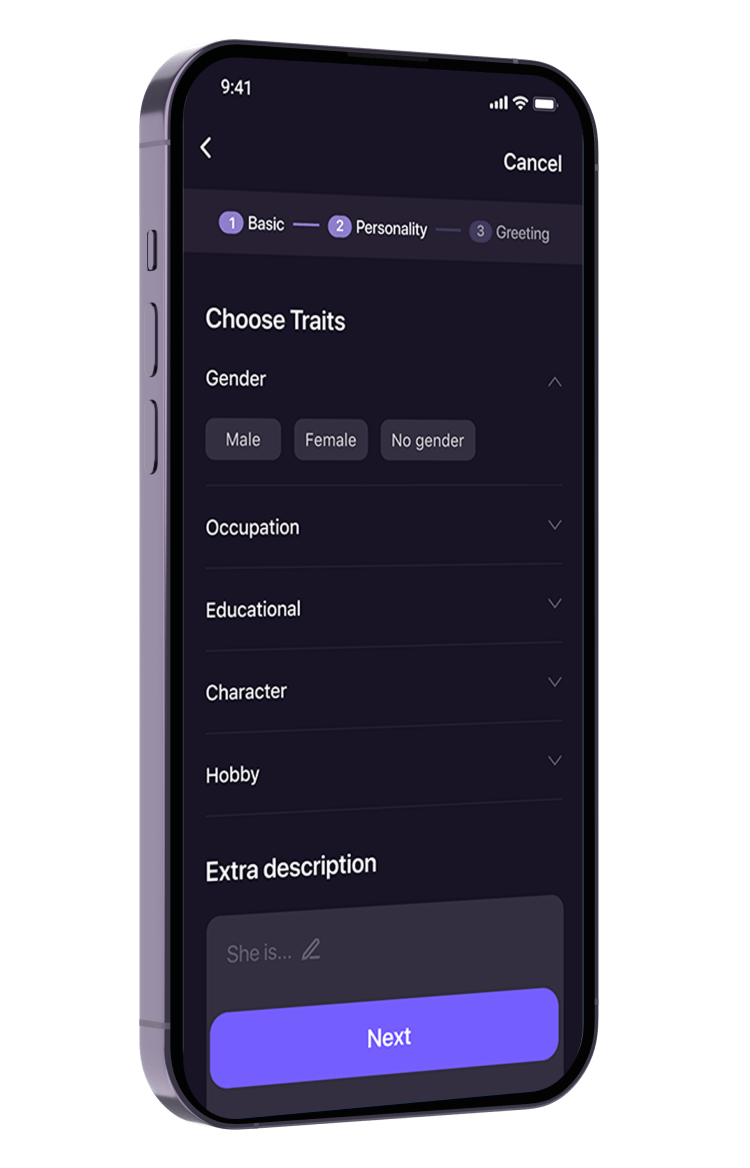 9:41
Cancel
1 Basic 2 Personality 3 Greeting
Choose Traits
Gender
Male Female No gender
Occupation
Educational
Character
Hobby
Extra description
She is...
Next